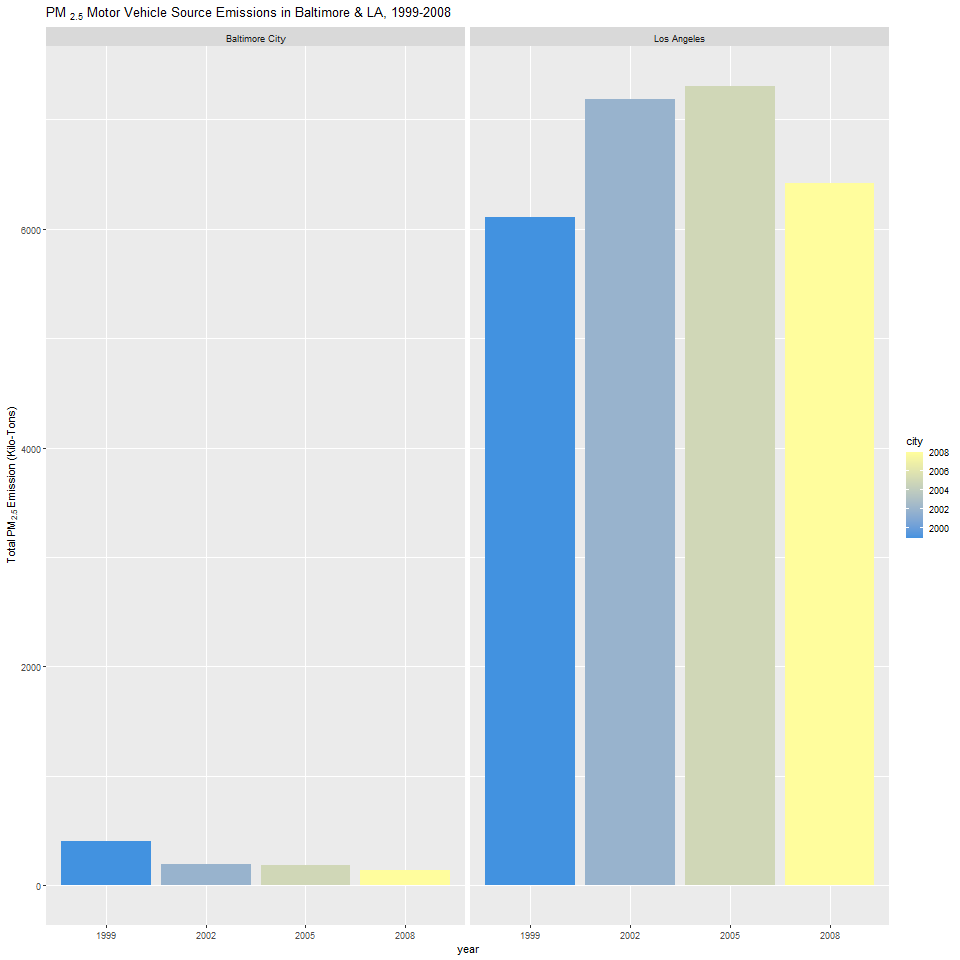 PM 2.5 Motor Vehicle Source Emissions in Baltimore & LA, 1999-2008
Baltimore City
Los Angeles
Total PM2.5 Emission (Kilo-Tons)
6000
4000
2000
0
1999 2002 2005 2008
1999 2002 2005 2008
year
city
2008
2006
2004
2002
2000